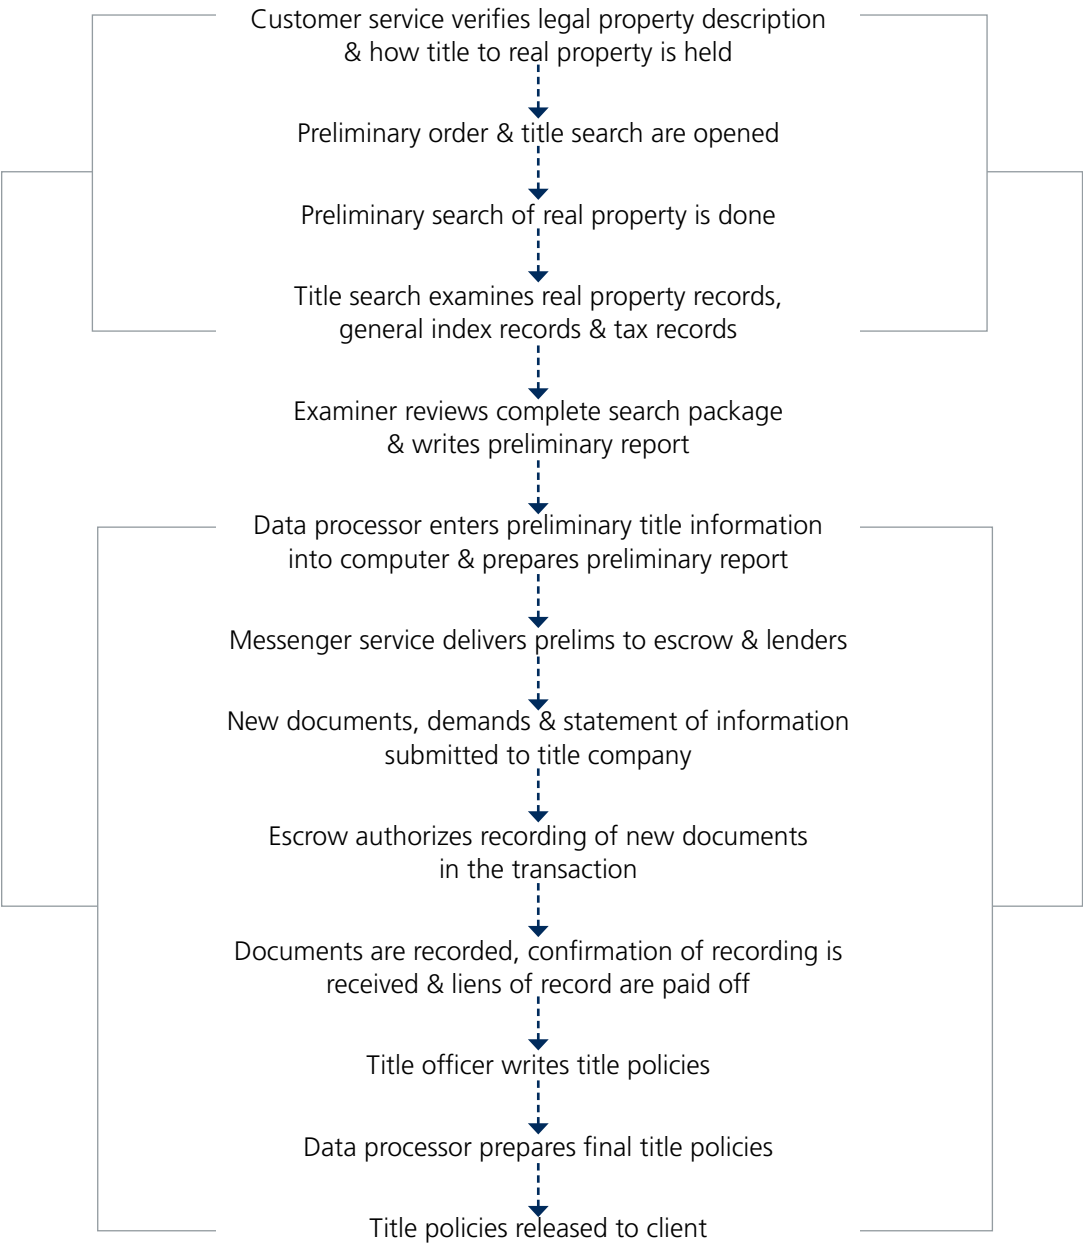 Customer service verifies legal property description
& how title to real property is held
Preliminary order & title search are opened
Preliminary search of real property is done
Title search examines real property records,
general index records & tax records
Examiner reviews complete search package
& writes preliminary report
Data processor enters preliminary title information
into computer & prepares preliminary report
Messenger service delivers prelims to escrow & lenders
New documents, demands & statement of information
submitted to title company
Escrow authorizes recording of new documents
in the transaction
Documents are recorded, confirmation of recording is
received & liens of record are paid off
Title officer writes title policies
Data processor prepares final title policies
Title policies released to client